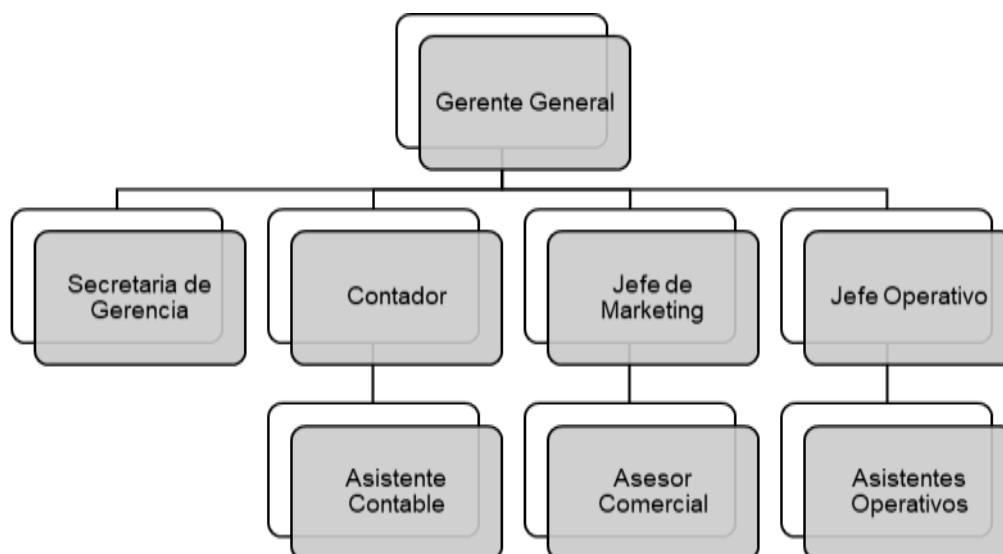 Gerente General
Secretaria de
Gerencia
Contador
Jefe de
Marketing
Jefe Operativo
Asistente
Contable
Asesor
Comercial
Asistentes
Operativos